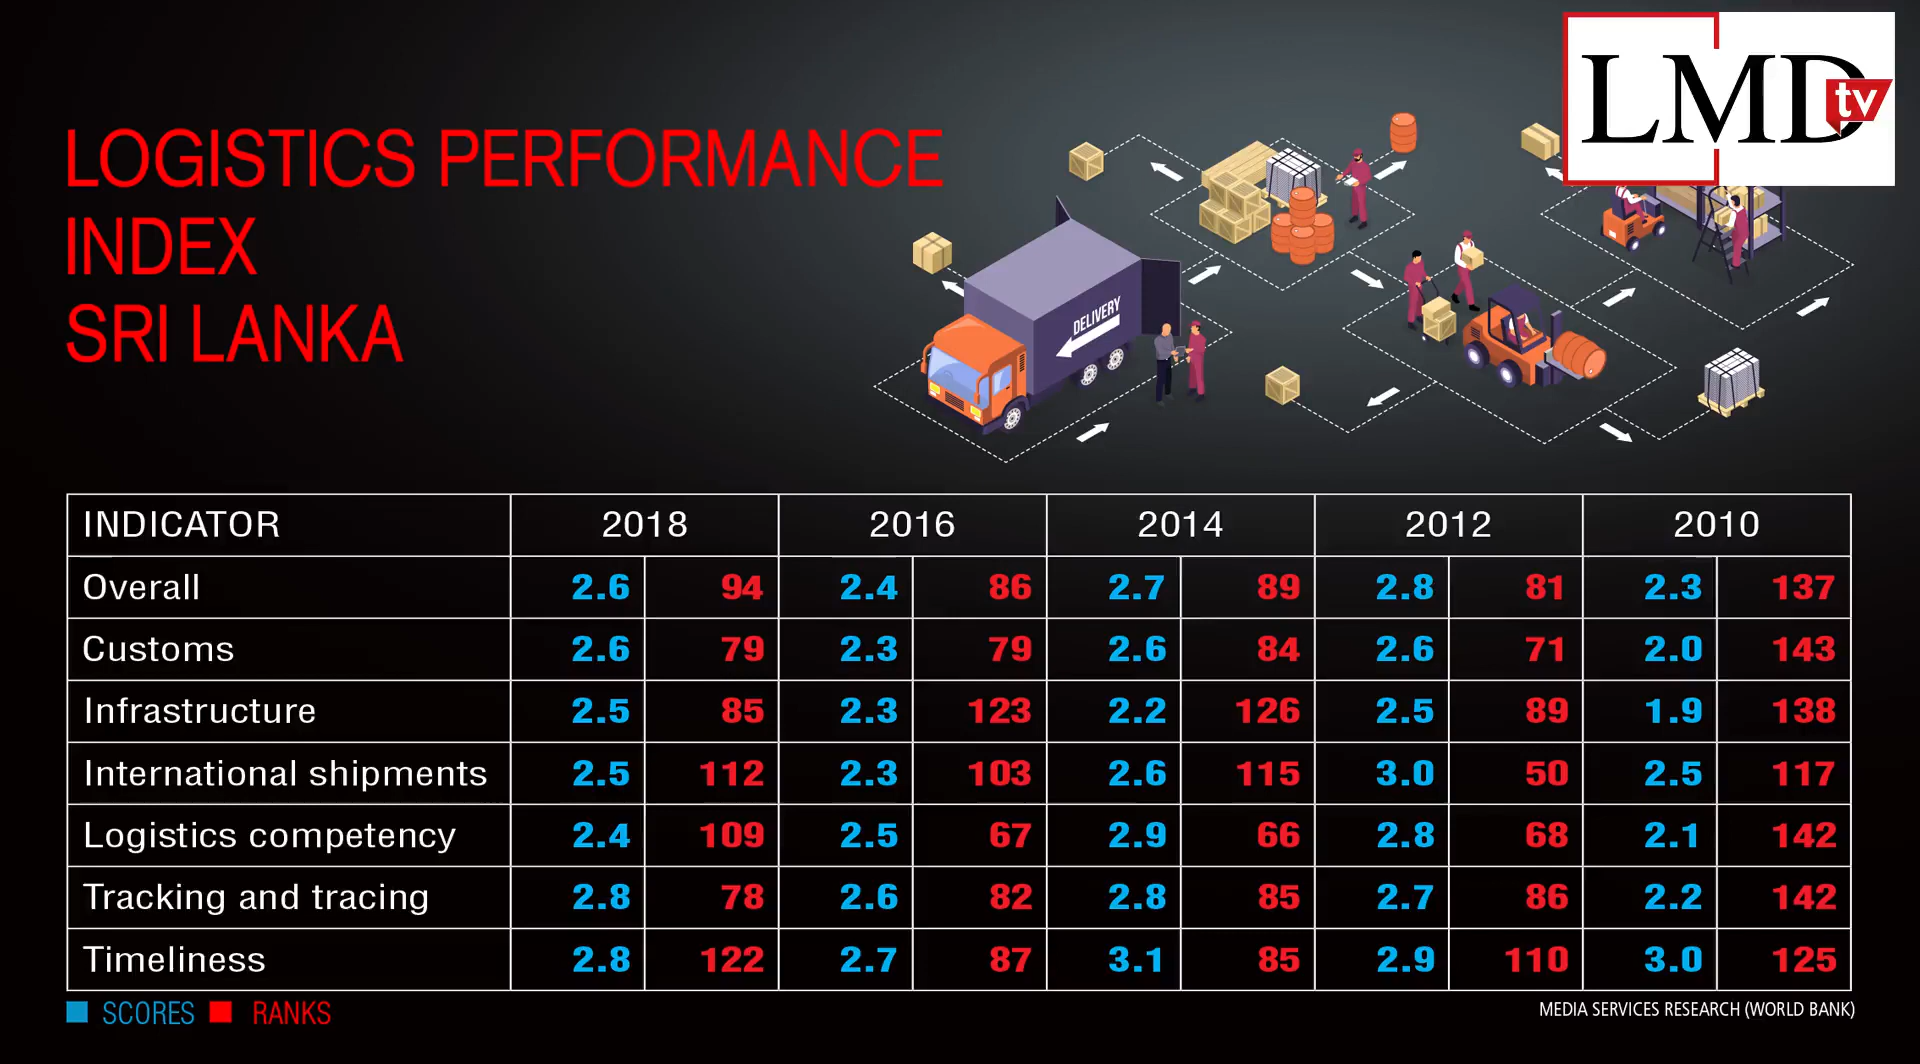 LMD
tv
LOGISTICS PERFORMANCE
INDEX
SRI LANKA
DELIVERY
INDICATOR 2018 2016 2014 2012 2010
Overall 2.6 94 2.4 86 2.7 89 2.8 81 2.3 137
Customs 2.6 79 2.3 79 2.6 84 2.6 71 2.0 143
Infrastructure 2.5 85 2.3 123 2.2 126 2.5 89 1.9 138
International shipments 2.5 112 2.3 103 2.6 115 3.0 50 2.5 117
Logistics competency 2.4 109 2.5 67 2.9 66 2.8 68 2.1 142
Tracking and tracing 2.8 78 2.6 82 2.8 85 2.7 86 2.2 142
Timeliness 2.8 122 2.7 87 3.1 85 2.9 110 3.0 125
SCORES RANKS
MEDIA SERVICES RESEARCH (WORLD BANK)